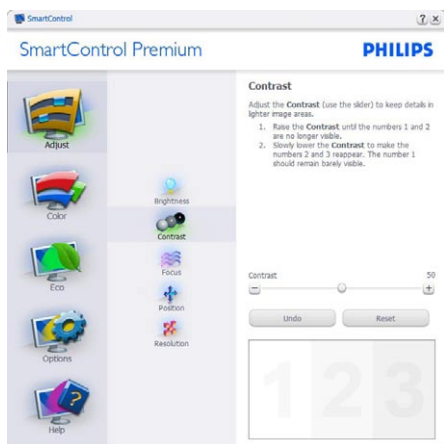 SmartControl
? ×
SmartControl Premium
PHILIPS
Adjust
Color
Eco
Options
Help
Brightness
Contrast
Focus
Position
Resolution
Contrast
Adjust the Contrast (use the slider) to keep details in
lighter image areas.
1. Raise the Contrast until the numbers 1 and 2
are no longer visible.
2. Slowly lower the Contrast to make the
numbers 2 and 3 reappear. The number 1
should remain barely visible.
Contrast 50
− +
Undo Reset
1 2 3